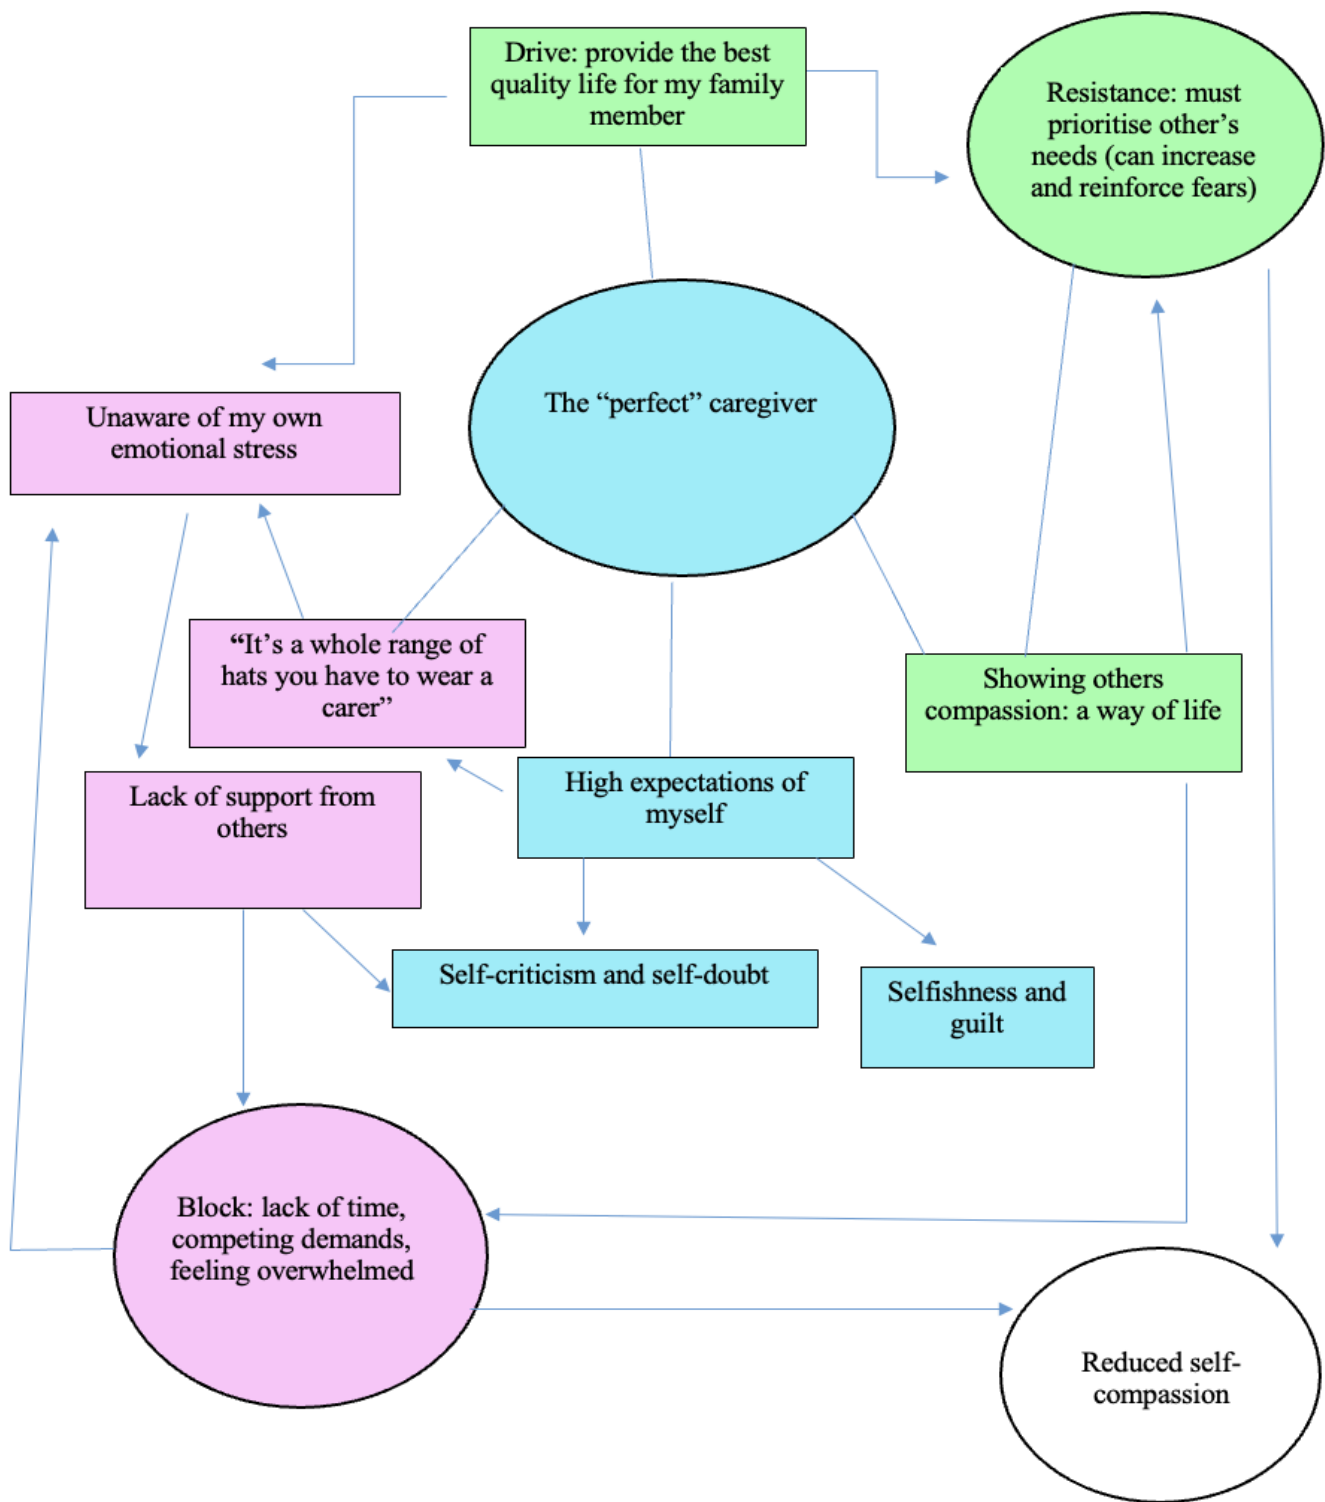 Drive: provide the best
quality life for my family
member
Resistance: must
prioritise other’s
needs (can increase
and reinforce fears)
The “perfect” caregiver
Unaware of my own
emotional stress
“It’s a whole range of
hats you have to wear a
carer”
Showing others
compassion: a way of life
Lack of support from
others
High expectations of
myself
Self-criticism and self-doubt
Selfishness and
guilt
Block: lack of time,
competing demands,
feeling overwhelmed
Reduced self-
compassion